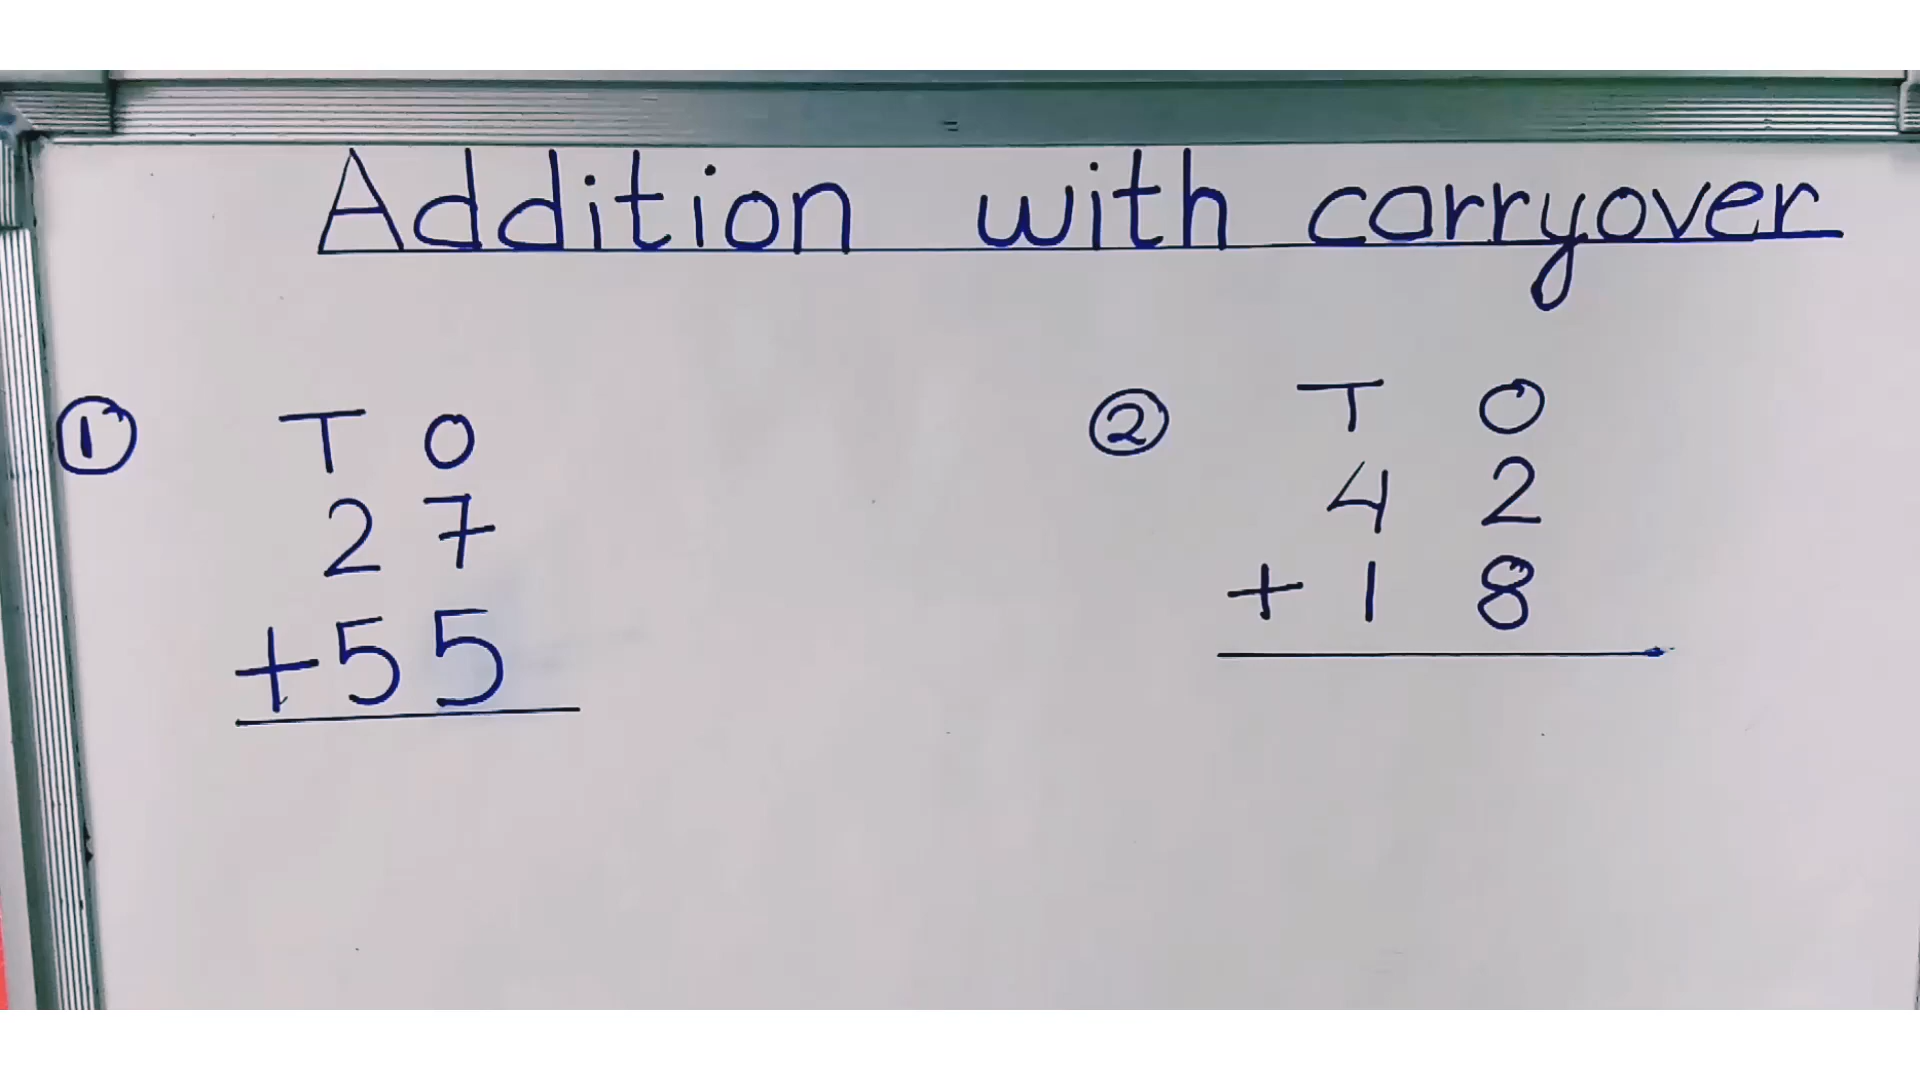 Addition with carryover
① T O
2 7
+ 5 5
② T O
4 2
+ 1 8